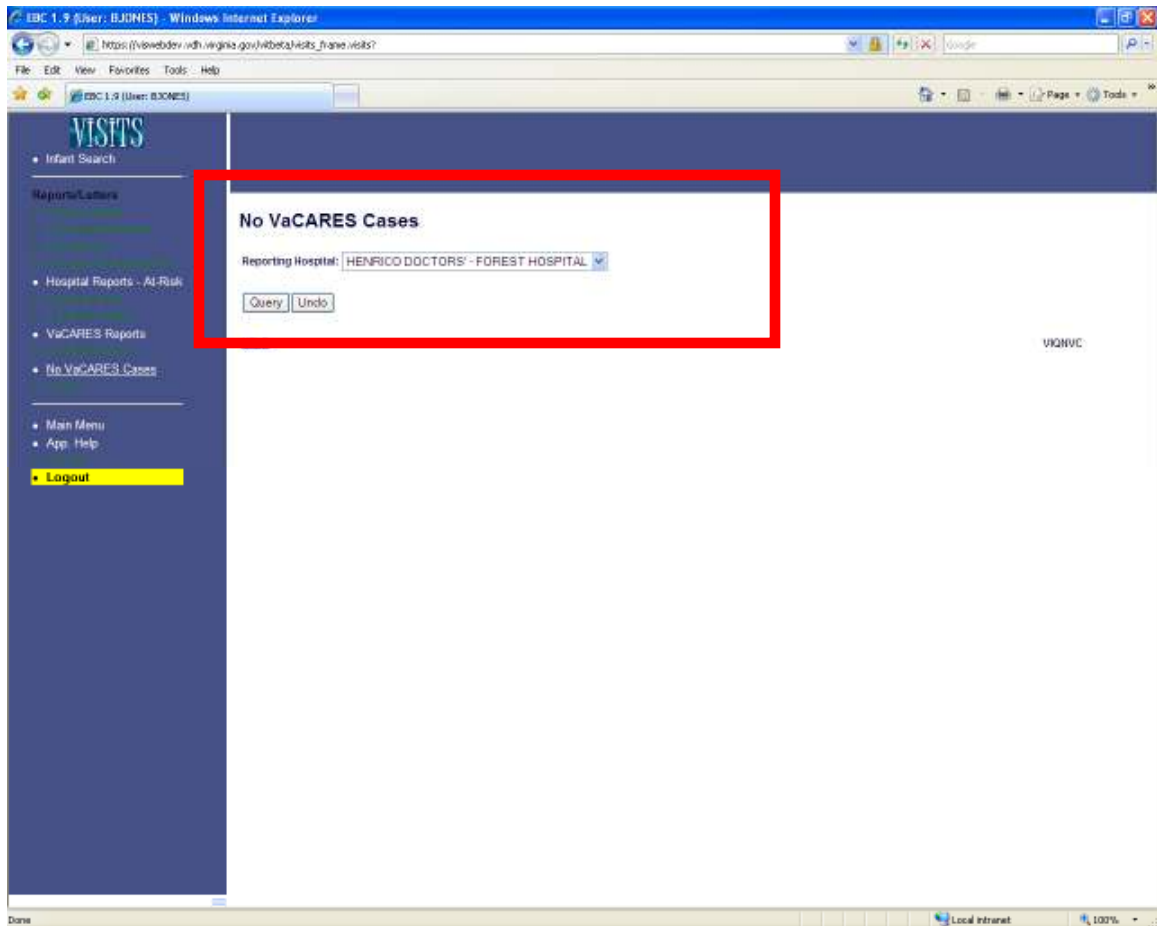 EBC 1.9 (User: BJONES) - Windows Internet Explorer
https://viswebdev.vdh.virginia.gov/vitbeta/visits_frame.visits?
Google
File Edit View Favorites Tools Help
EBC 1.9 (User: BJONES)
Page Tools
VISITS
Infant Search
Reports/Letters
Hospital Reports - At-Risk
VaCARES Reports
No VaCARES Cases
Main Menu
App. Help
Logout
No VaCARES Cases
Reporting Hospital: HENRICO DOCTORS' - FOREST HOSPITAL
Query Undo
VIQNVC
Done
Local intranet
100%